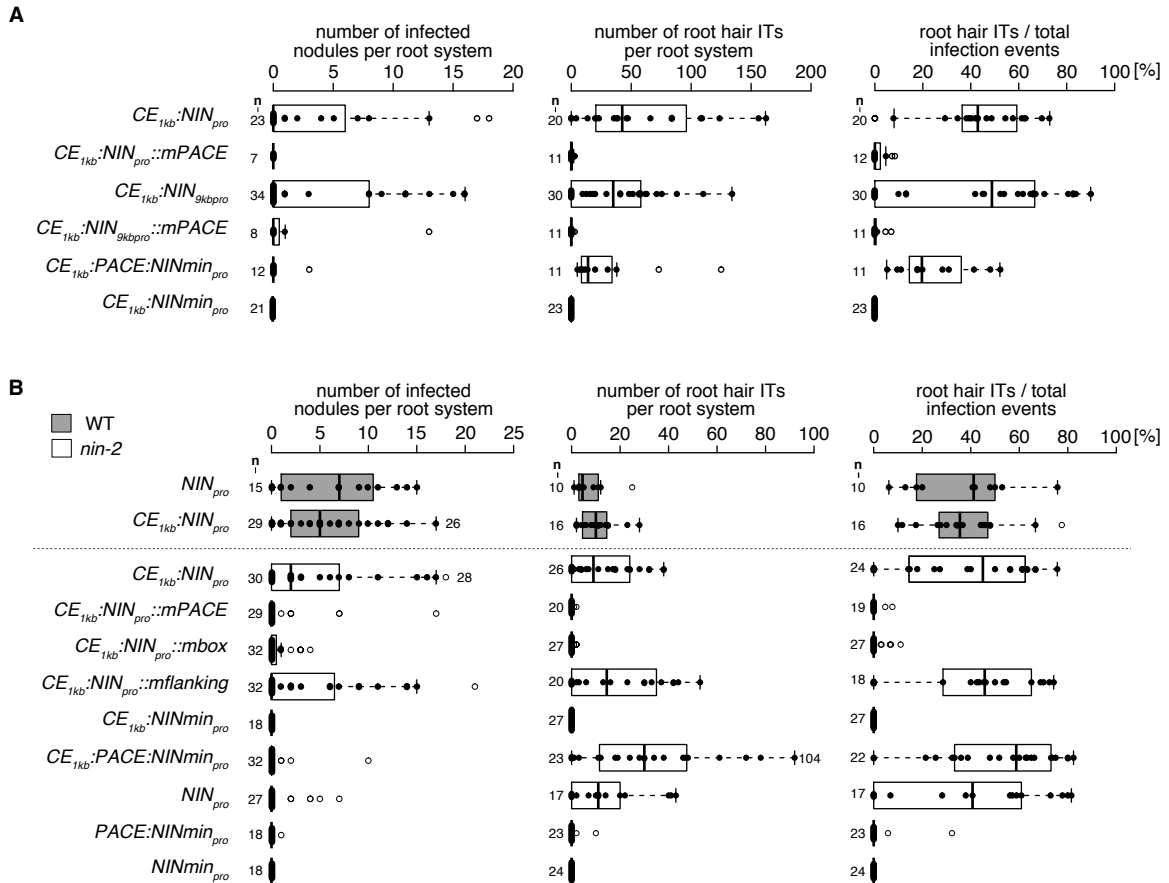 A
number of infected nodules per root system
number of root hair ITs per root system
root hair ITs / total infection events
0 5 10 15 20
0 50 100 150 200
0 20 40 60 80 100 [%]
n n n
CE1kb:NINpro 23 20 20
CE1kb:NINpro::mPACE 7 11 12
CE1kb:NIN9kbpro 34 30 30
CE1kb:NIN9kbpro::mPACE 8 11 11
CE1kb:PACE:NINminpro 12 11 11
CE1kb:NINminpro 21 23 23
B
WT
nin-2
number of infected nodules per root system
number of root hair ITs per root system
root hair ITs / total infection events
0 5 10 15 20 25
0 20 40 60 80 100
0 20 40 60 80 100 [%]
n n n
NINpro 15 10 10
CE1kb:NINpro 29 26 16 16
CE1kb:NINpro 30 28 26 24
CE1kb:NINpro::mPACE 29 20 19
CE1kb:NINpro::mbox 32 27 27
CE1kb:NINpro::mflanking 32 20 18
CE1kb:NINminpro 18 27 27
CE1kb:PACE:NINminpro 32 23 104 22
NINpro 27 17 17
PACE:NINminpro 18 23 23
NINminpro 18 24 24